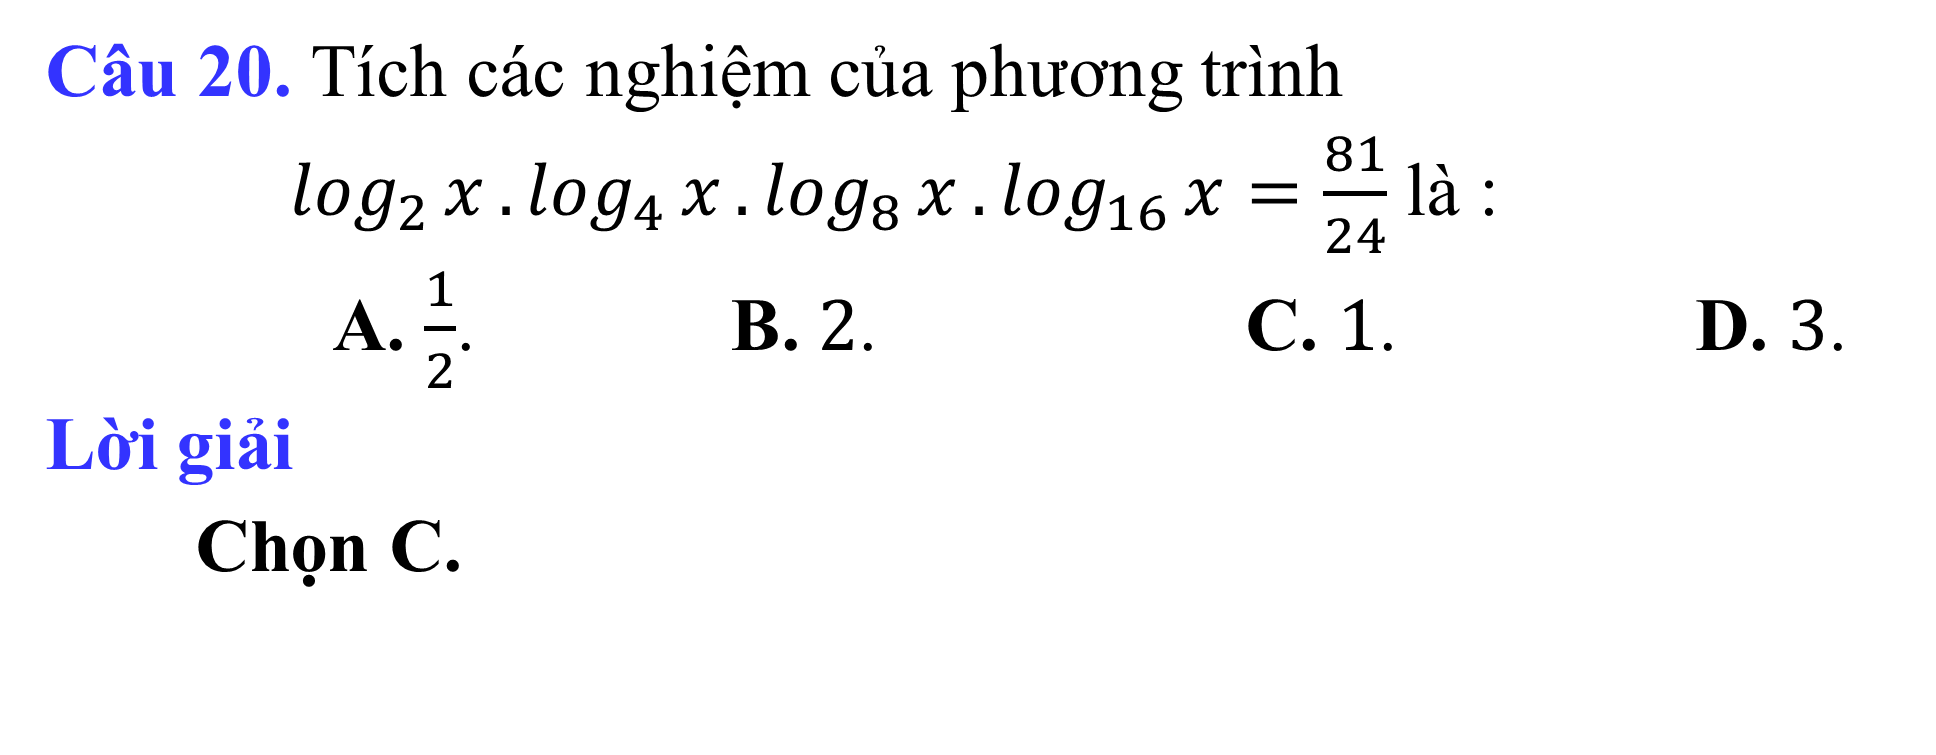 Câu 20. Tích các nghiệm của phương trình
log₂ x . log₄ x . log₈ x . log₁₆ x = 81/24 là :
A. 1/2. B. 2. C. 1. D. 3.
Lời giải
Chọn C.